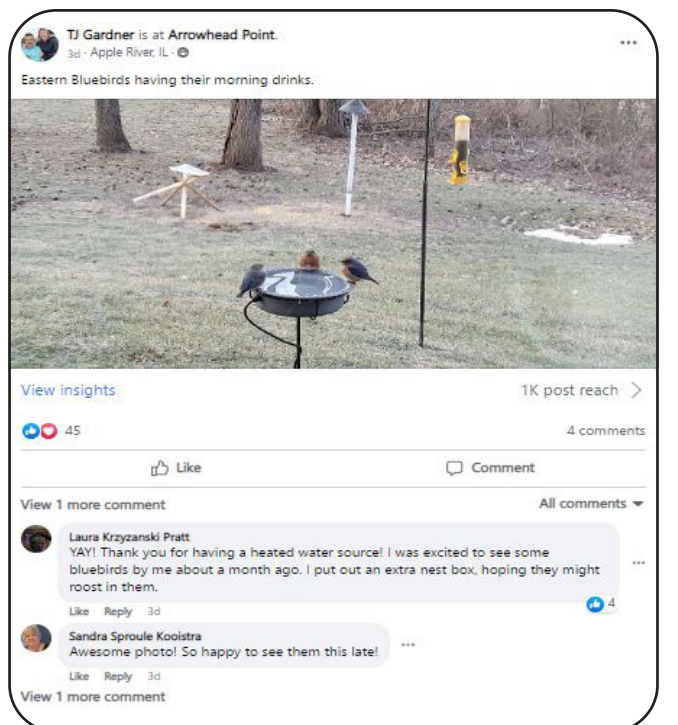 TJ Gardner is at Arrowhead Point.
3d · Apple River, IL ·
Eastern Bluebirds having their morning drinks.
View insights
1K post reach
45
4 comments
Like
Comment
View 1 more comment
All comments
Laura Krzyzanski Pratt
YAY! Thank you for having a heated water source! I was excited to see some
bluebirds by me about a month ago. I put out an extra nest box, hoping they might
roost in them.
4
Like Reply 3d
Sandra Sproule Kooistra
Awesome photo! So happy to see them this late!
Like Reply 3d
View 1 more comment